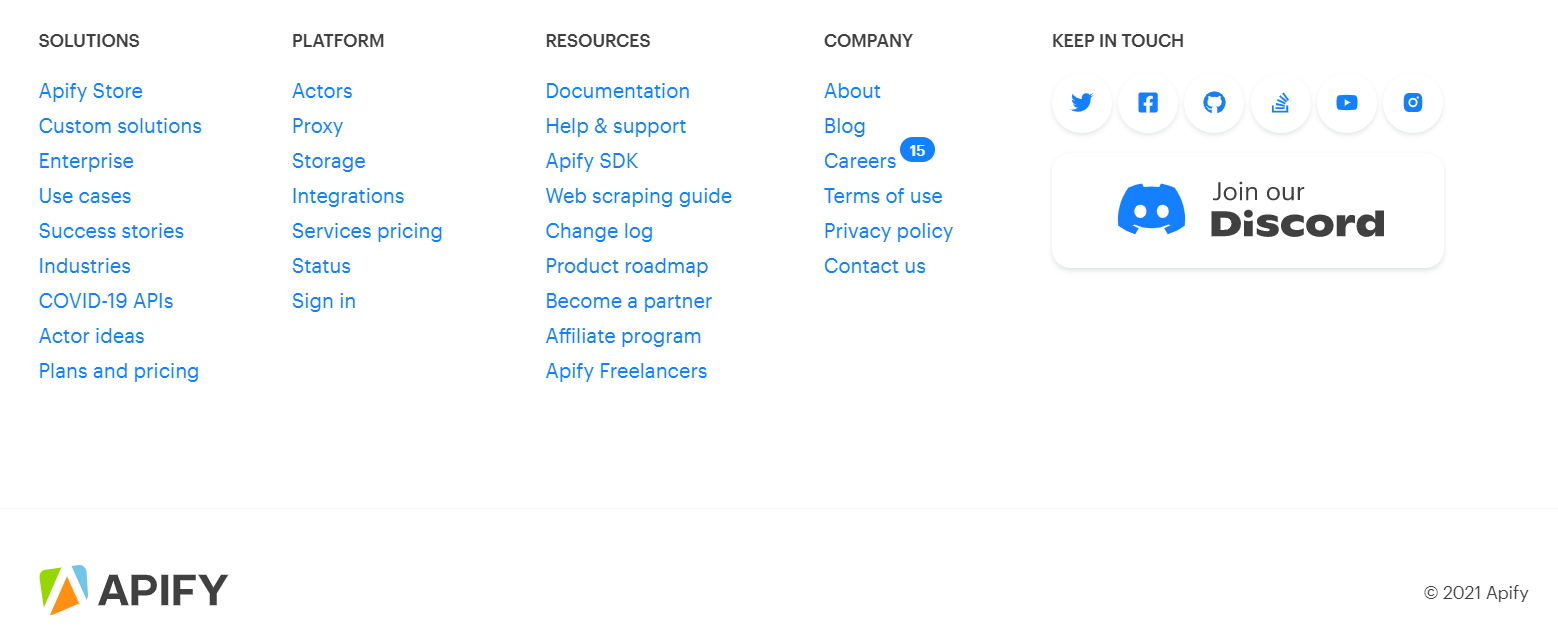 SOLUTIONS
Apify Store
Custom solutions
Enterprise
Use cases
Success stories
Industries
COVID-19 APIs
Actor ideas
Plans and pricing
PLATFORM
Actors
Proxy
Storage
Integrations
Services pricing
Status
Sign in
RESOURCES
Documentation
Help & support
Apify SDK
Web scraping guide
Change log
Product roadmap
Become a partner
Affiliate program
Apify Freelancers
COMPANY
About
Blog
Careers 15
Terms of use
Privacy policy
Contact us
KEEP IN TOUCH
Join our
Discord
APIFY
© 2021 Apify